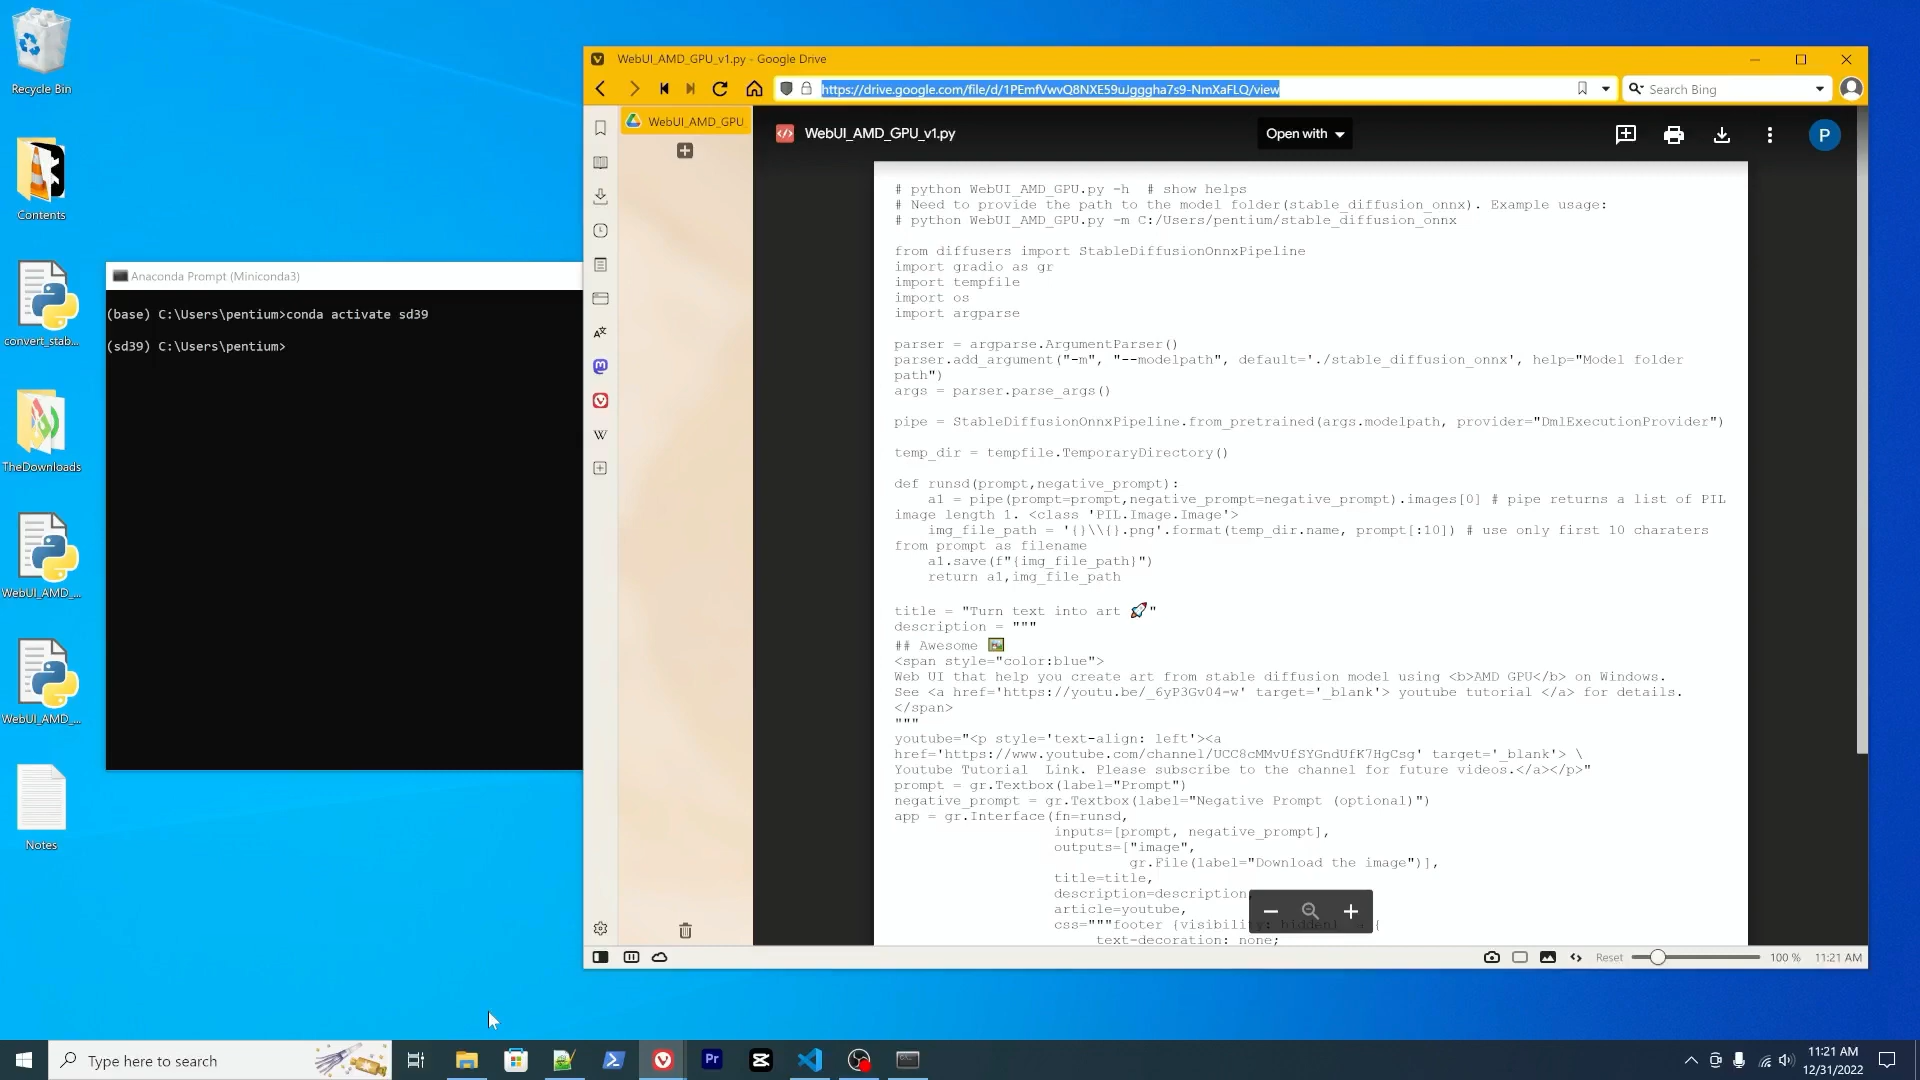 Recycle Bin
Contents
convert_stab...
TheDownloads
WebUI_AMD_...
WebUI_AMD_...
Notes
Anaconda Prompt (Miniconda3)
(base) C:\Users\pentium>conda activate sd39
(sd39) C:\Users\pentium>
WebUI_AMD_GPU_v1.py - Google Drive
https://drive.google.com/file/d/1PEmfVwvQ8NXE59uJgggha7s9-NmXaFLQ/view
Search Bing
WebUI_AMD_GPU_
WebUI_AMD_GPU_v1.py
Open with
P
# python WebUI_AMD_GPU.py -h  # show helps
# Need to provide the path to the model folder(stable_diffusion_onnx). Example usage:
# python WebUI_AMD_GPU.py -m C:/Users/pentium/stable_diffusion_onnx
from diffusers import StableDiffusionOnnxPipeline
import gradio as gr
import tempfile
import os
import argparse
parser = argparse.ArgumentParser()
parser.add_argument("-m", "--modelpath", default='./stable_diffusion_onnx', help="Model folder
path")
args = parser.parse_args()
pipe = StableDiffusionOnnxPipeline.from_pretrained(args.modelpath, provider="DmlExecutionProvider")
temp_dir = tempfile.TemporaryDirectory()
def runsd(prompt,negative_prompt):
    a1 = pipe(prompt=prompt,negative_prompt=negative_prompt).images[0] # pipe returns a list of PIL
image length 1. <class 'PIL.Image.Image'>
    img_file_path = '{}\\{}.png'.format(temp_dir.name, prompt[:10]) # use only first 10 charaters
from prompt as filename
    a1.save(f"{img_file_path}")
    return a1,img_file_path
title = "Turn text into art 🚀"
description = """
## Awesome 🖼️
<span style="color:blue">
Web UI that help you create art from stable diffusion model using <b>AMD GPU</b> on Windows.
See <a href='https://youtu.be/_6yP3Gv04-w' target='_blank'> youtube tutorial </a> for details.
</span>
"""
youtube="<p style='text-align: left'><a
href='https://www.youtube.com/channel/UCC8cMMvUfSYGndUfK7HgCsg' target='_blank'> \
Youtube Tutorial  Link. Please subscribe to the channel for future videos.</a></p>"
prompt = gr.Textbox(label="Prompt")
negative_prompt = gr.Textbox(label="Negative Prompt (optional)")
app = gr.Interface(fn=runsd,
inputs=[prompt, negative_prompt],
outputs=["image",
gr.File(label="Download the image")],
title=title,
description=description,
article=youtube,
css="""footer {visibility: hidden} {
text-decoration: none;
Reset
100 %
11:21 AM
Type here to search
Pr
11:21 AM
12/31/2022